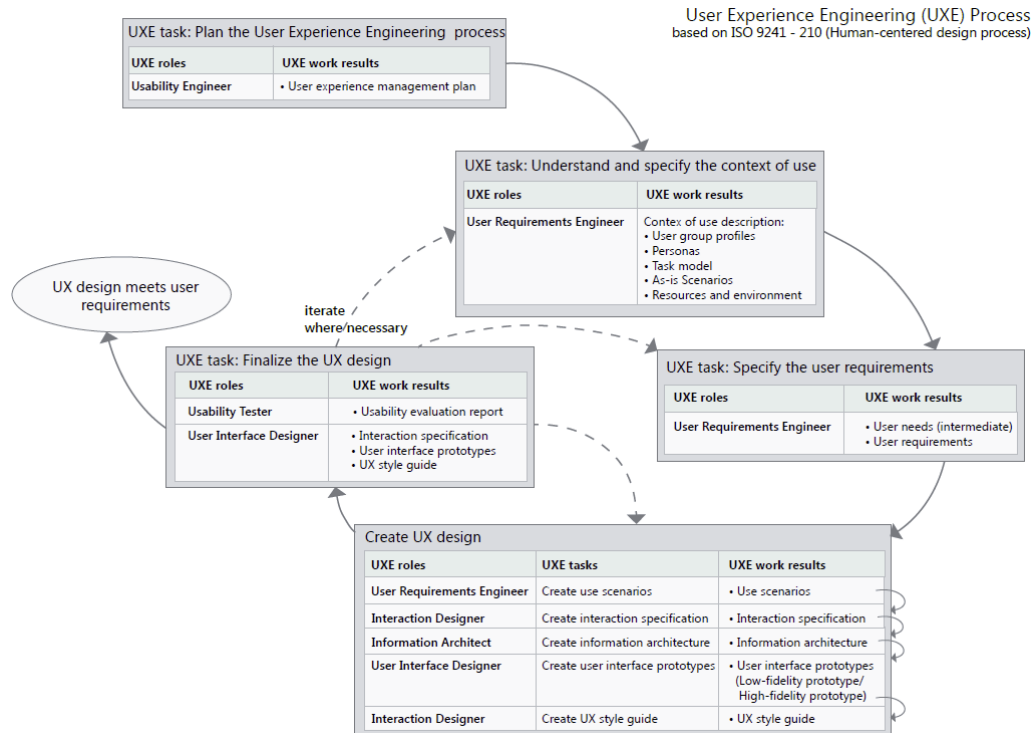 User Experience Engineering (UXE) Process
based on ISO 9241 - 210 (Human-centered design process)
UXE task: Plan the User Experience Engineering process
UXE roles UXE work results
Usability Engineer • User experience management plan
UXE task: Understand and specify the context of use
UXE roles UXE work results
User Requirements Engineer Contex of use description:
• User group profiles
• Personas
• Task model
• As-is Scenarios
• Resources and environment
UX design meets user
requirements
iterate
where necessary
UXE task: Finalize the UX design
UXE roles UXE work results
Usability Tester • Usability evaluation report
User Interface Designer • Interaction specification
• User interface prototypes
• UX style guide
UXE task: Specify the user requirements
UXE roles UXE work results
User Requirements Engineer • User needs (intermediate)
• User requirements
Create UX design
UXE roles UXE tasks UXE work results
User Requirements Engineer Create use scenarios • Use scenarios
Interaction Designer Create interaction specification • Interaction specification
Information Architect Create information architecture • Information architecture
User Interface Designer Create user interface prototypes • User interface prototypes
(Low-fidelity prototype/
High-fidelity prototype)
Interaction Designer Create UX style guide • UX style guide